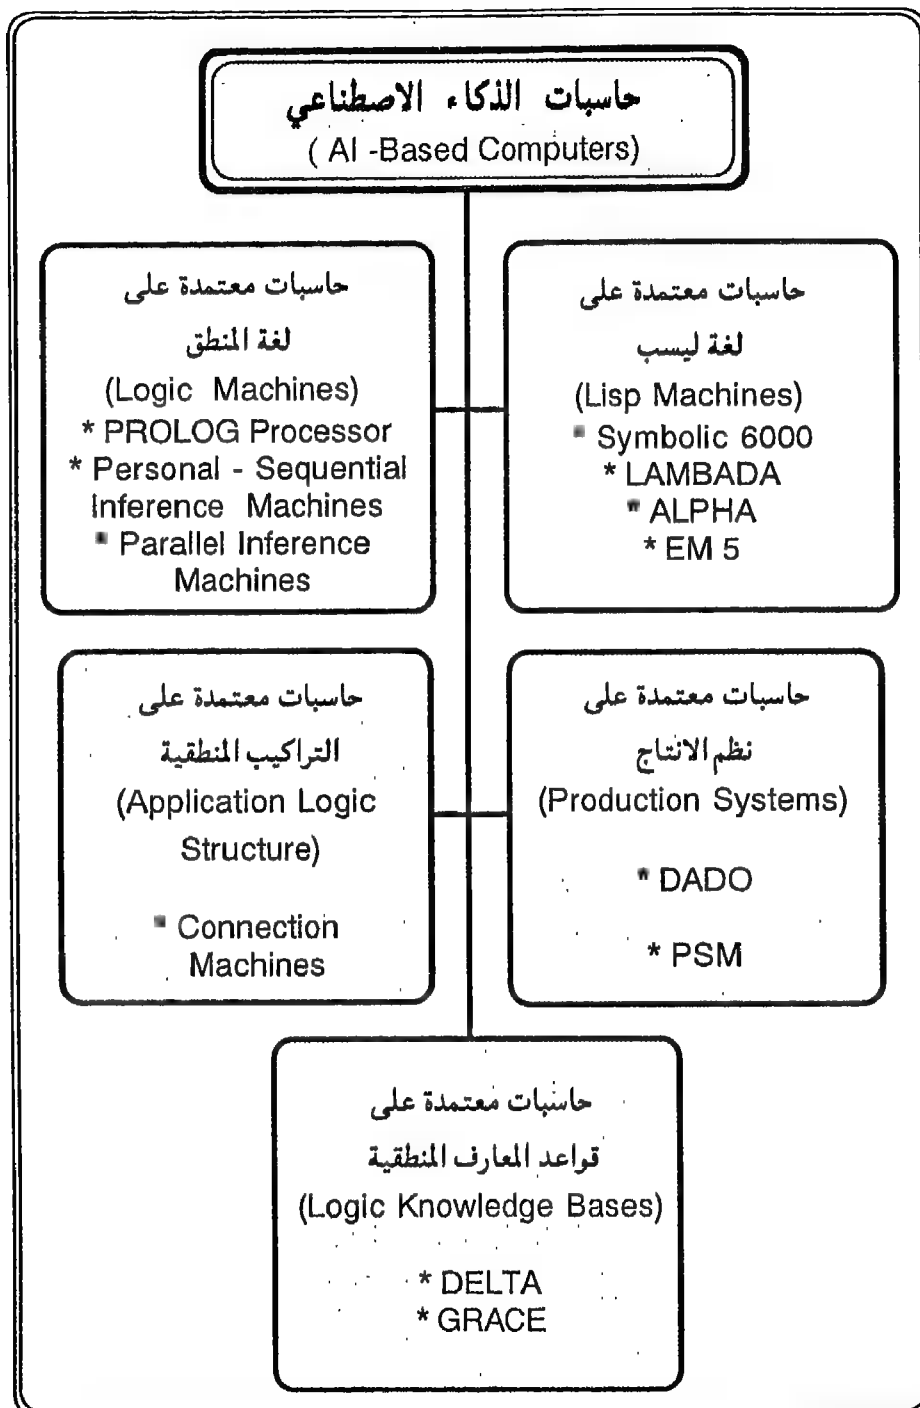 حاسبات الذكاء الاصطناعي
( AI -Based Computers)
حاسبات معتمدة على
لغة المنطق
(Logic Machines)
* PROLOG Processor
* Personal - Sequential
Inference Machines
* Parallel Inference
Machines
حاسبات معتمدة على
لغة ليسب
(Lisp Machines)
* Symbolic 6000
* LAMBADA
* ALPHA
* EM 5
حاسبات معتمدة على
التراكيب المنطقية
(Application Logic
Structure)
* Connection
Machines
حاسبات معتمدة على
نظم الانتاج
(Production Systems)
* DADO
* PSM
حاسبات معتمدة على
قواعد المعارف المنطقية
(Logic Knowledge Bases)
* DELTA
* GRACE